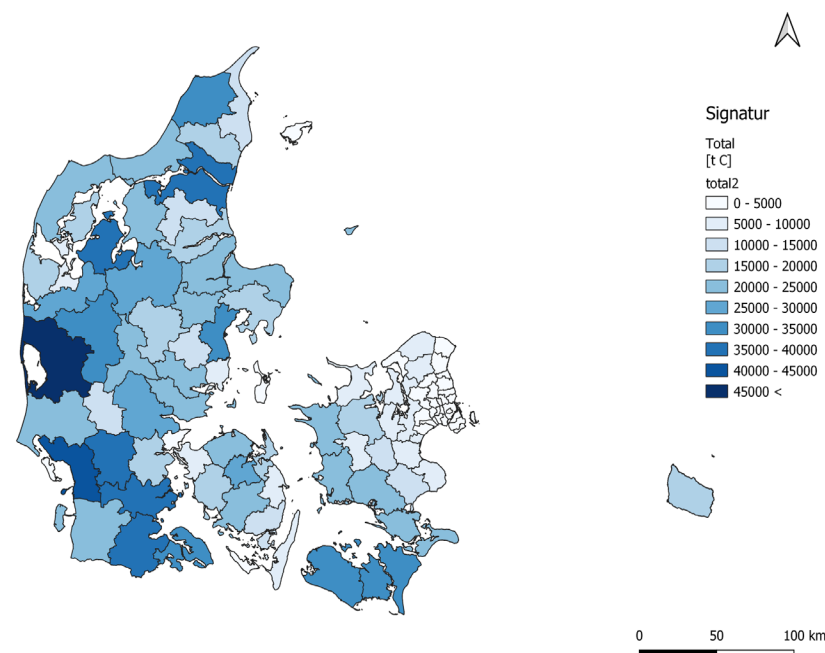 Signatur
Total
[t C]
total2
0 - 5000
5000 - 10000
10000 - 15000
15000 - 20000
20000 - 25000
25000 - 30000
30000 - 35000
35000 - 40000
40000 - 45000
45000 <
0 50 100 km